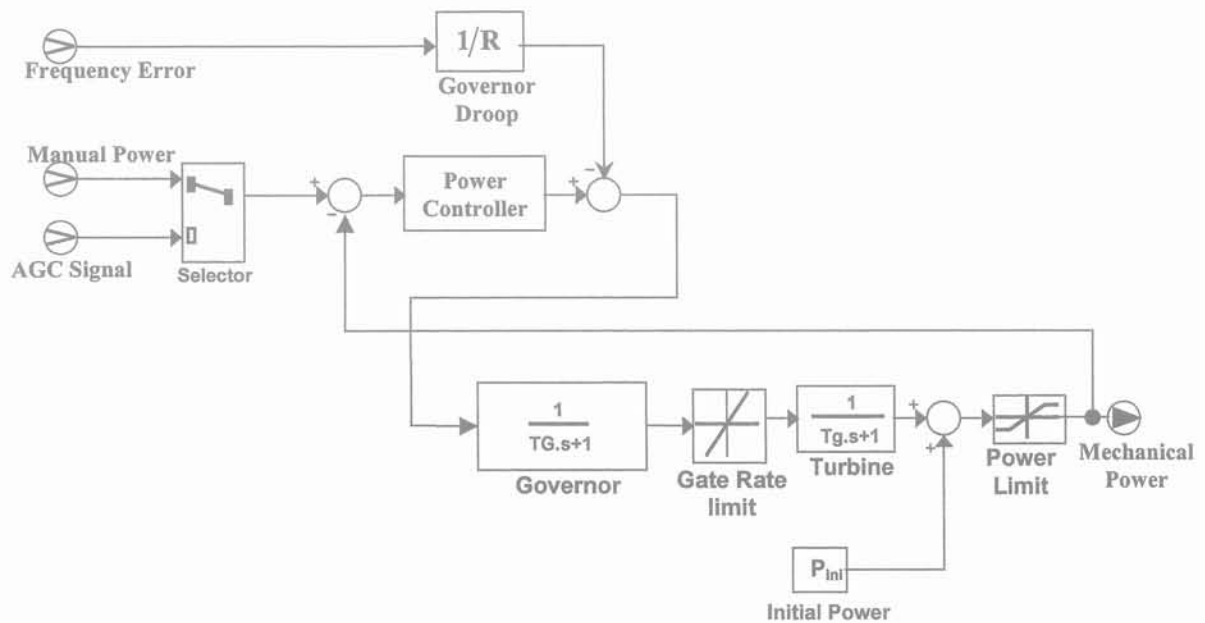 1/R
Frequency Error
Governor
Droop
Manual Power
AGC Signal
Selector
+
−
Power
Controller
+
−
1
TG.s+1
Governor
Gate Rate
limit
1
Tg.s+1
Turbine
+
+
Power
Limit
Mechanical
Power
PIni
Initial Power